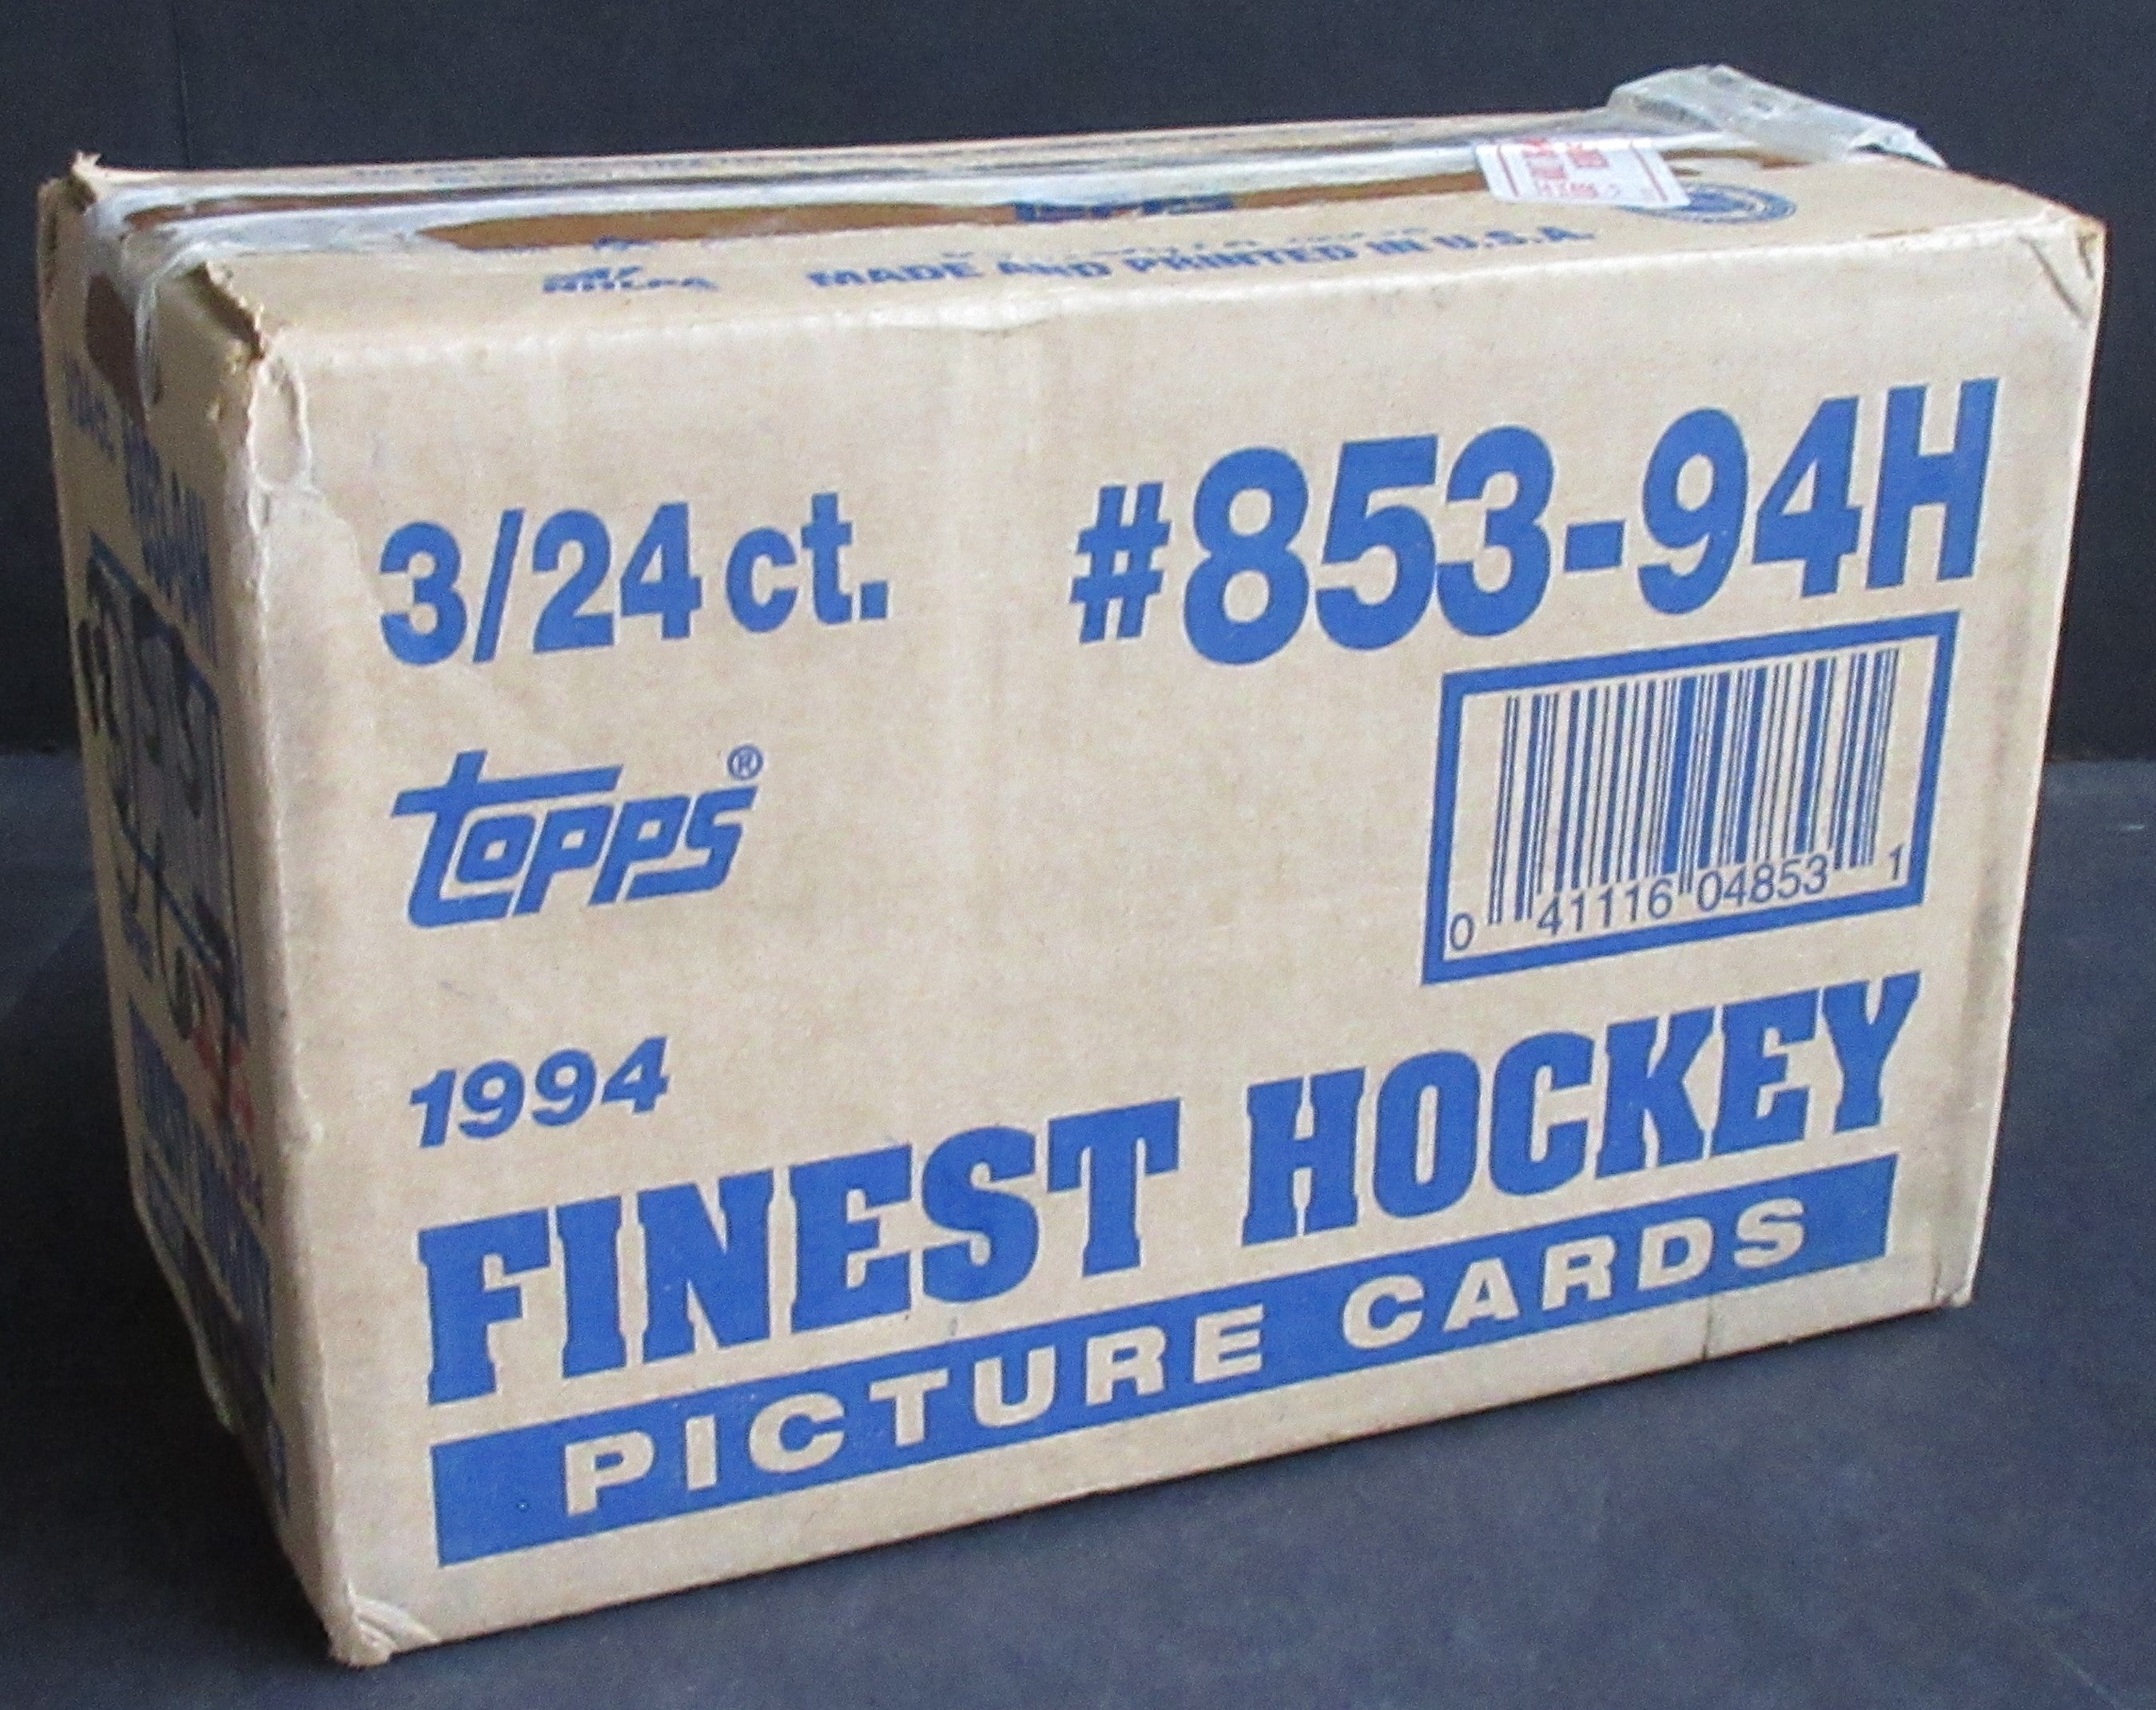 MADE AND PRINTED IN U.S.A.
3/24 ct.
#853-94H
topps®
0 41116 04853 1
1994
FINEST HOCKEY
PICTURE CARDS